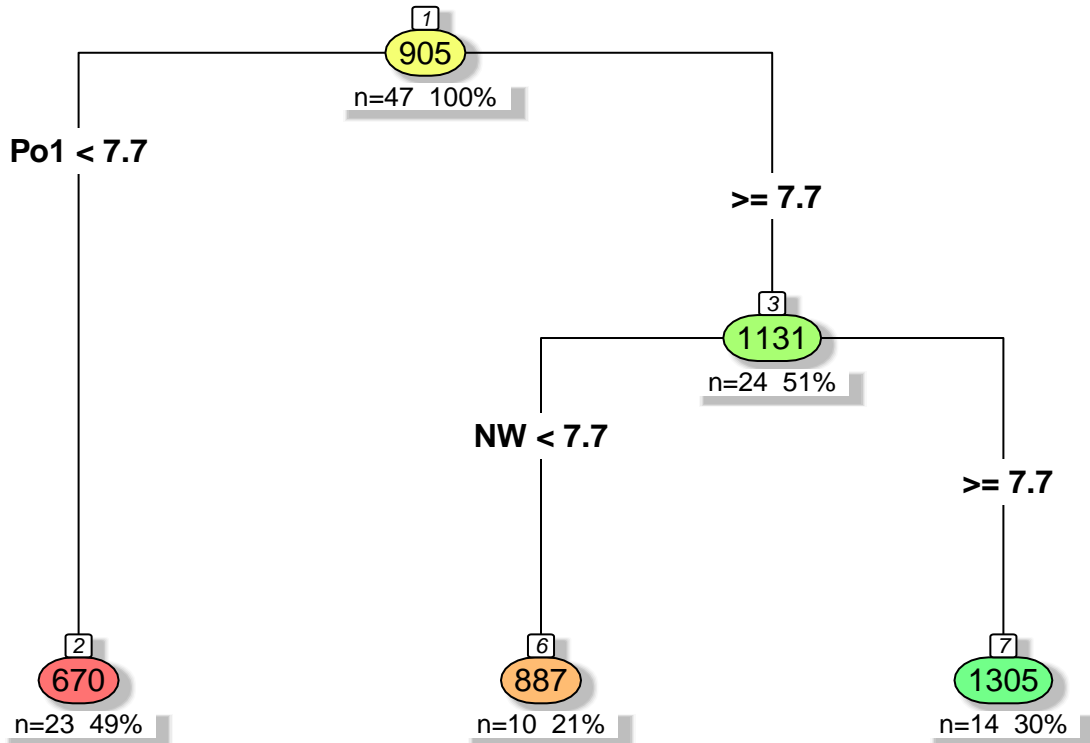 1
905
n=47 100%
Po1 < 7.7
>= 7.7
3
1131
n=24 51%
NW < 7.7
>= 7.7
2
670
n=23 49%
6
887
n=10 21%
7
1305
n=14 30%